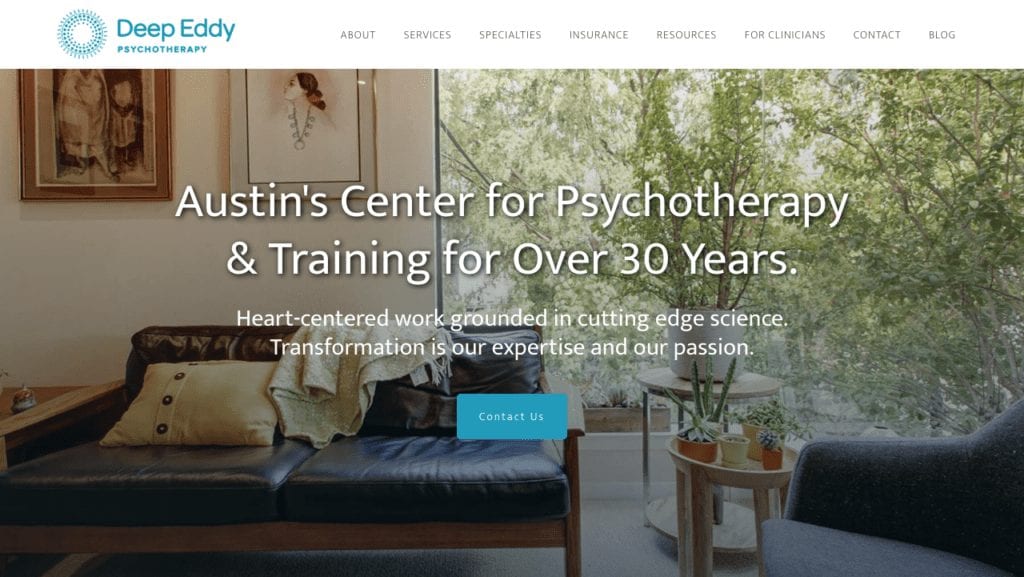 Deep Eddy
PSYCHOTHERAPY
ABOUT SERVICES SPECIALTIES INSURANCE RESOURCES FOR CLINICIANS CONTACT BLOG
Austin's Center for Psychotherapy
& Training for Over 30 Years.
Heart-centered work grounded in cutting edge science.
Transformation is our expertise and our passion.
Contact Us